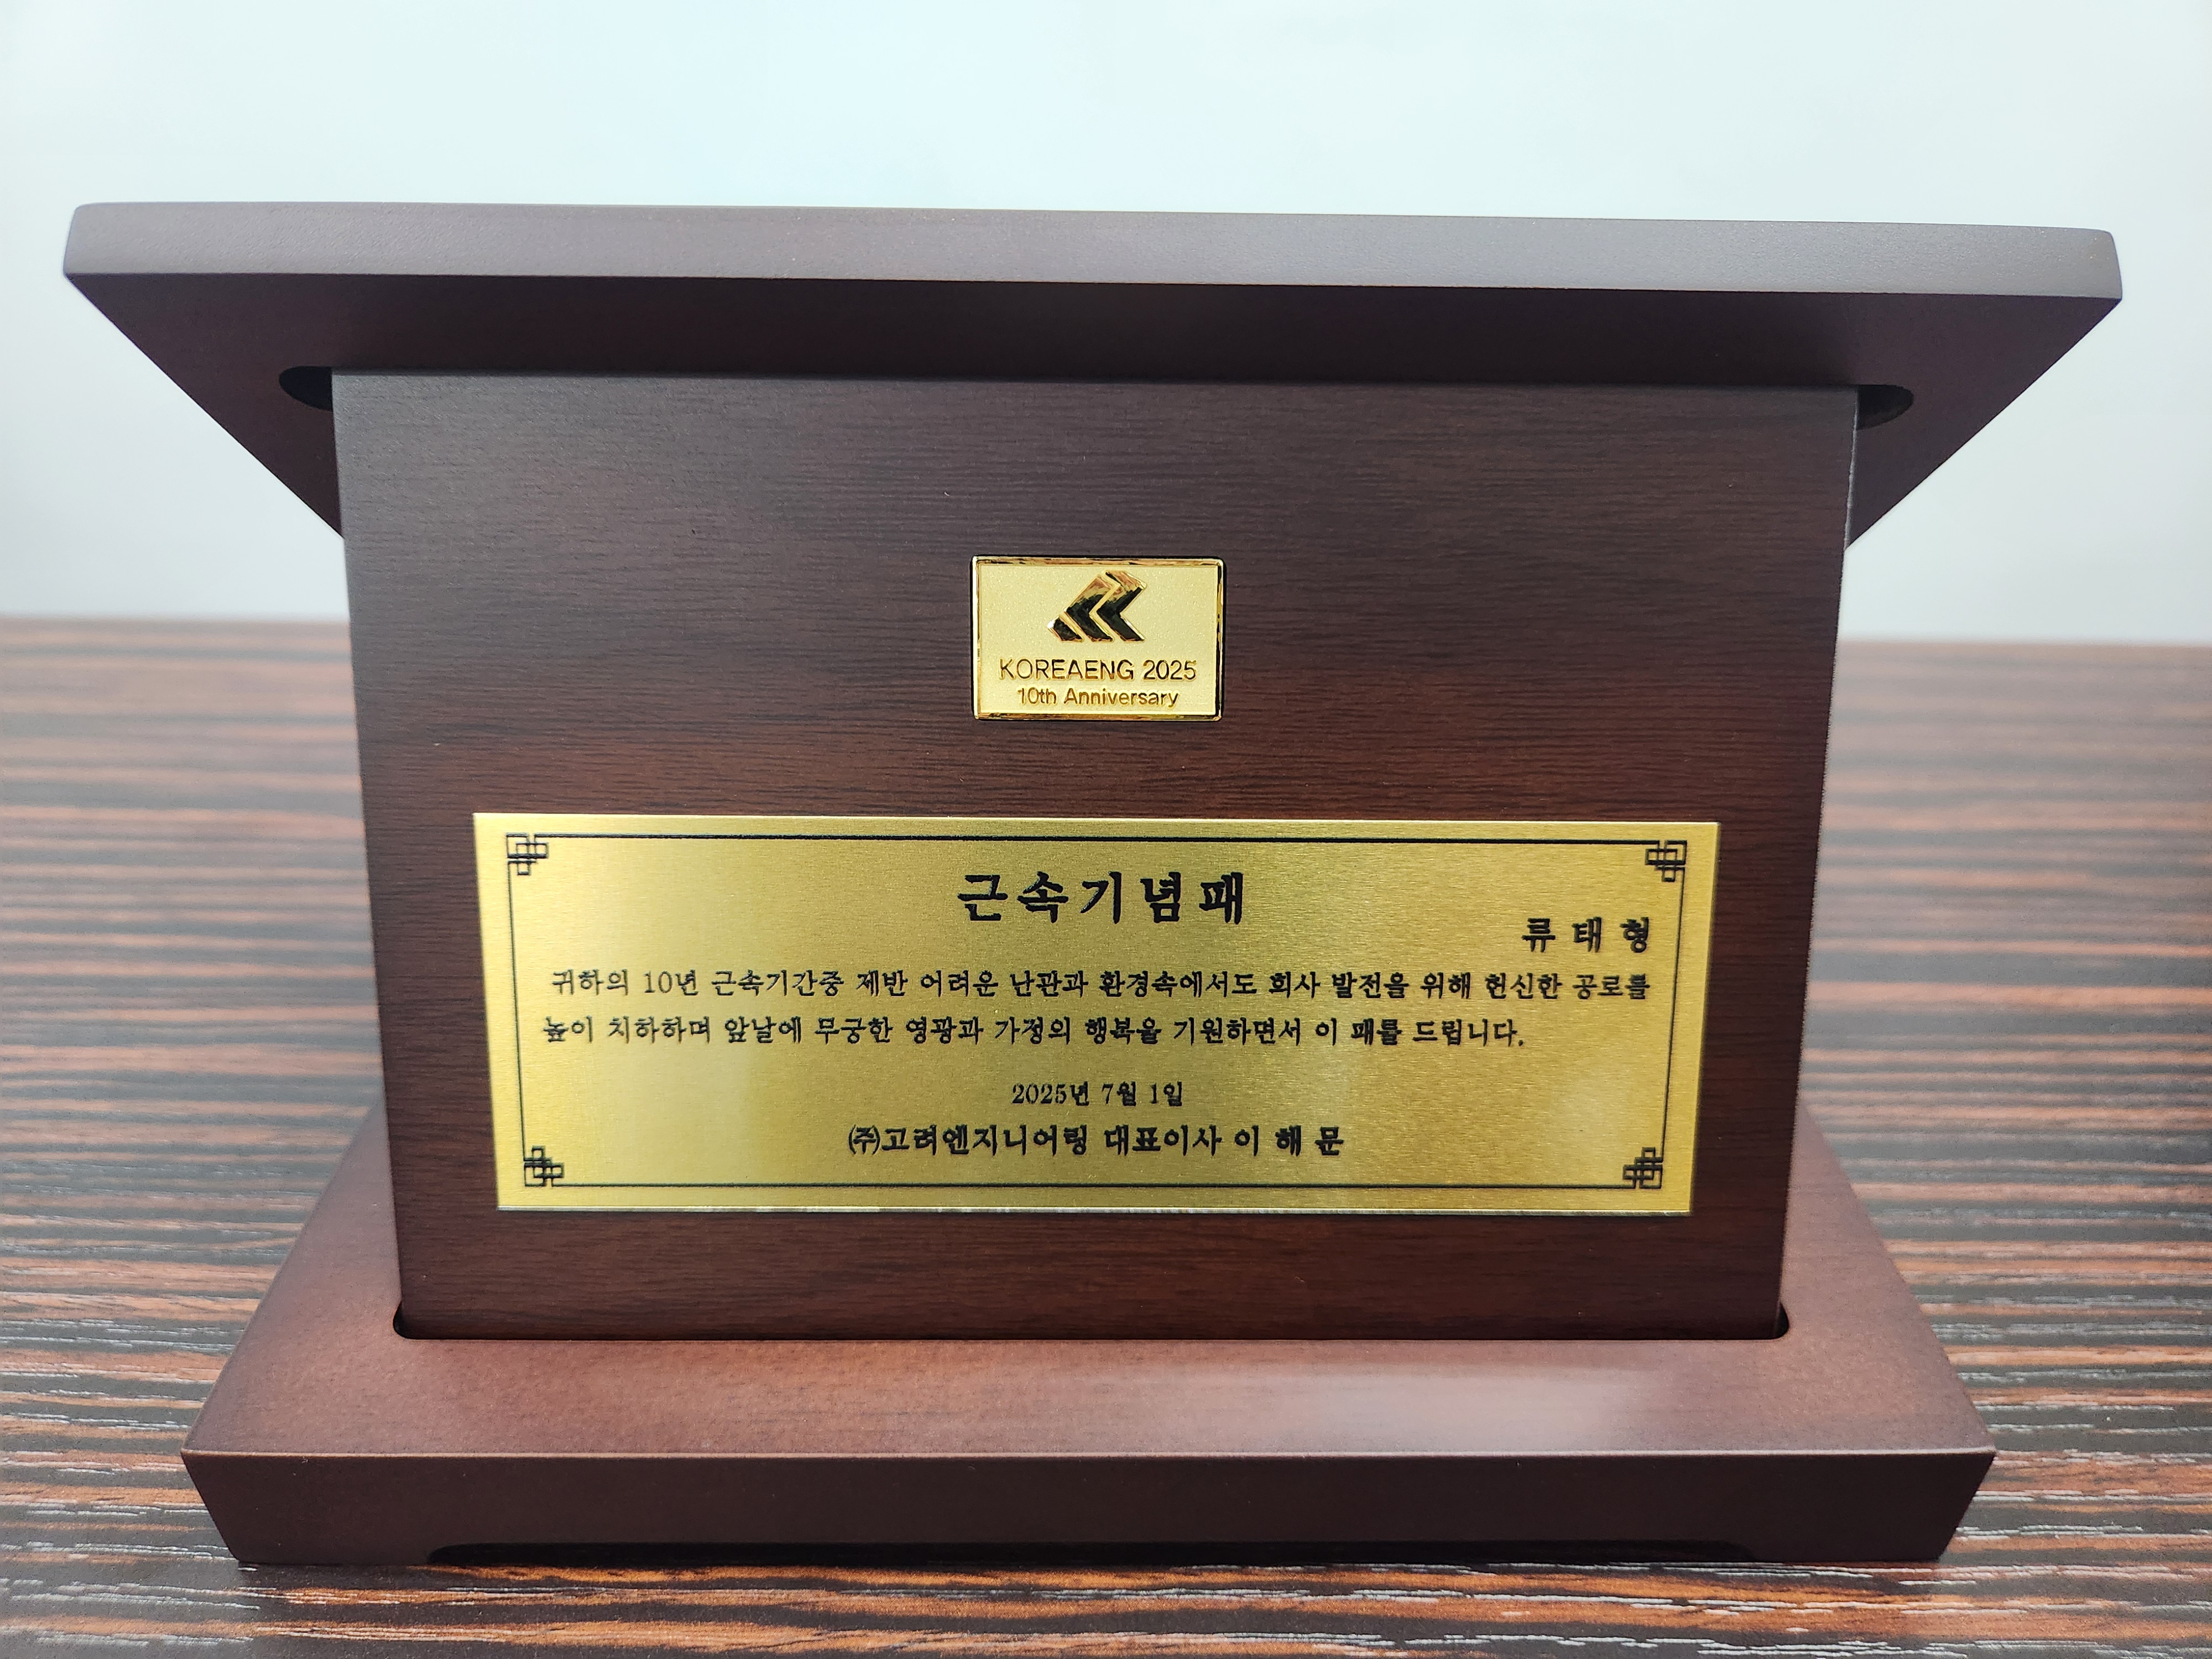 KOREAENG 2025
10th Anniversary
근속기념패
류 태 형
귀하의 10년 근속기간중 제반 어려운 난관과 환경속에서도 회사 발전을 위해 헌신한 공로를
높이 치하하며 앞날에 무궁한 영광과 가정의 행복을 기원하면서 이 패를 드립니다.
2025년 7월 1일
㈜고려엔지니어링 대표이사 이 해 문